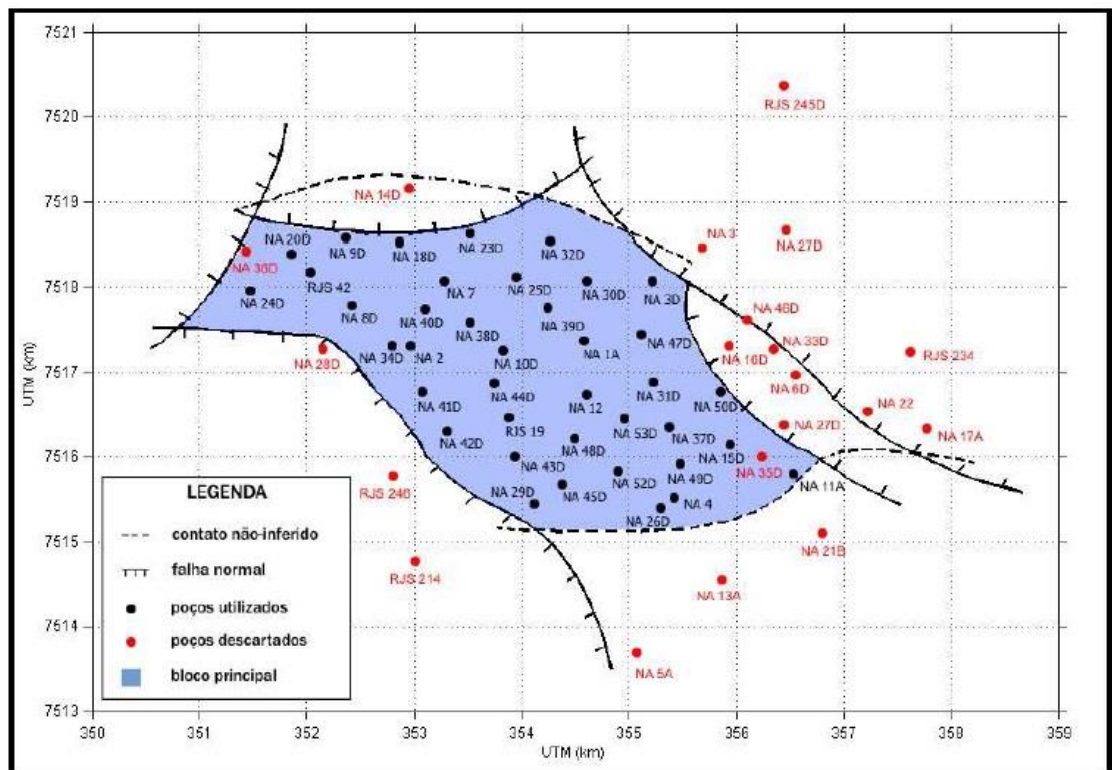 7521
7520
RJS 245D
NA 14D
7519
NA 3
NA 27B
NA 20D
NA 9D
NA 18D
NA 23D
NA 32D
NA 36D
7518
RJS 42
NA 7
NA 25D
NA 30D
NA 3D
NA 24D
NA 8D
NA 40D
NA 39D
NA 46D
NA 38D
NA 47D
NA 33D
NA 28D
NA 34D
NA 2
NA 10D
NA 1A
NA 16D
RJS 234
UTM (km)
7517
NA 6D
NA 41D
NA 44D
NA 12
NA 31D
NA 50D
NA 22
NA 42D
RJS 19
NA 53D
NA 37D
NA 27D
NA 17A
NA 48D
NA 15D
7516
NA 43D
NA 35D
NA 52D
NA 49D
NA 11A
RJS 246
NA 29D
NA 45D
NA 4
NA 26D
7515
NA 21B
RJS 214
NA 13A
7514
NA 5A
7513
LEGENDA
contato não-inferido
falha normal
poços utilizados
poços descartados
bloco principal
350 351 352 353 354 355 356 357 358 359
UTM (km)